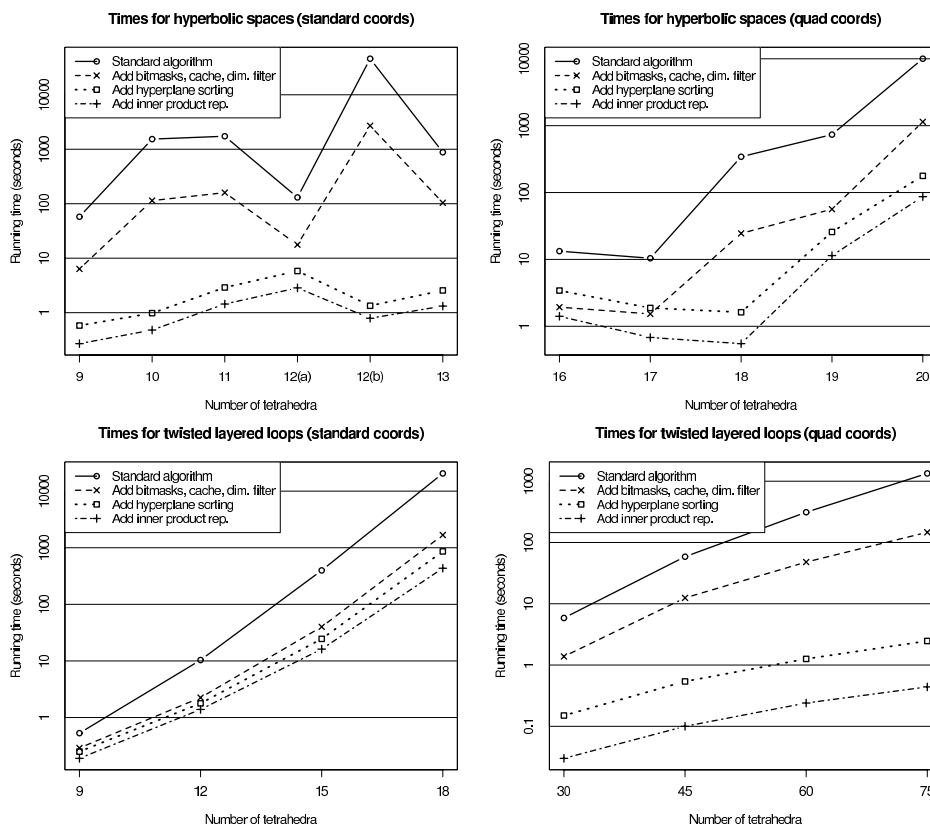 Times for hyperbolic spaces (standard coords)
Running time (seconds)
10000
1000
100
10
1
Standard algorithm
Add bitmasks, cache, dim. filter
Add hyperplane sorting
Add inner product rep.
9 10 11 12(a) 12(b) 13
Number of tetrahedra
Times for hyperbolic spaces (quad coords)
Running time (seconds)
10000
1000
100
10
1
Standard algorithm
Add bitmasks, cache, dim. filter
Add hyperplane sorting
Add inner product rep.
16 17 18 19 20
Number of tetrahedra
Times for twisted layered loops (standard coords)
Running time (seconds)
10000
1000
100
10
1
Standard algorithm
Add bitmasks, cache, dim. filter
Add hyperplane sorting
Add inner product rep.
9 12 15 18
Number of tetrahedra
Times for twisted layered loops (quad coords)
Running time (seconds)
1000
100
10
1
0.1
Standard algorithm
Add bitmasks, cache, dim. filter
Add hyperplane sorting
Add inner product rep.
30 45 60 75
Number of tetrahedra